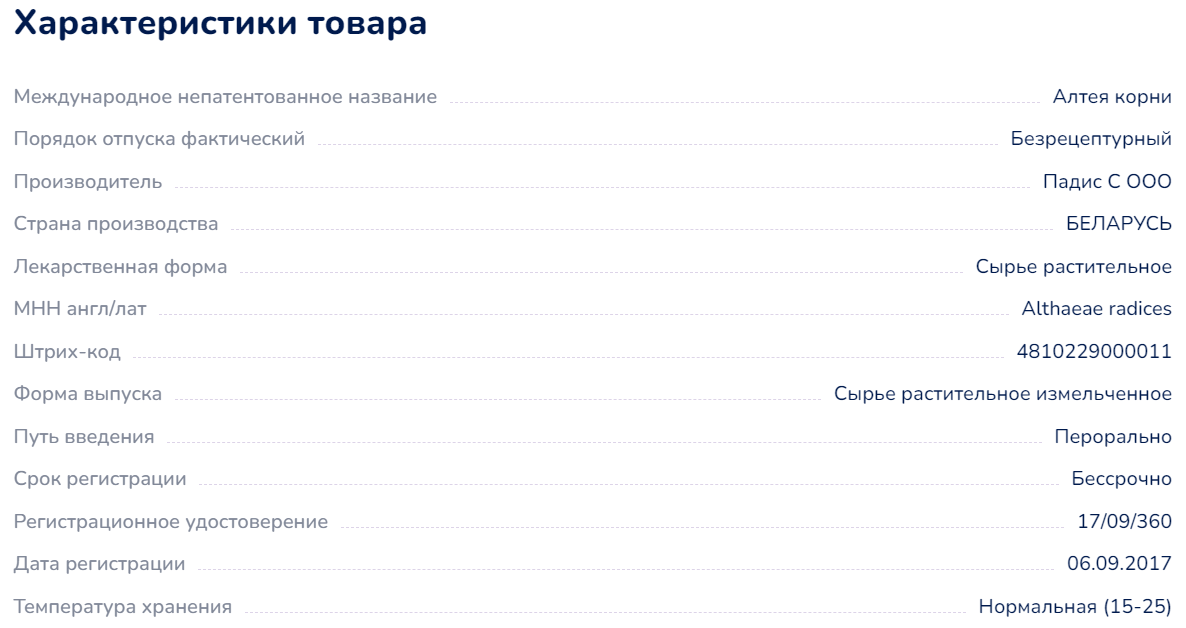 Характеристики товара
Международное непатентованное название Алтея корни
Порядок отпуска фактический Безрецептурный
Производитель Падис С ООО
Страна производства БЕЛАРУСЬ
Лекарственная форма Сырье растительное
МНН англ/лат Althaeae radices
Штрих-код 4810229000011
Форма выпуска Сырье растительное измельченное
Путь введения Перорально
Срок регистрации Бессрочно
Регистрационное удостоверение 17/09/360
Дата регистрации 06.09.2017
Температура хранения Нормальная (15-25)